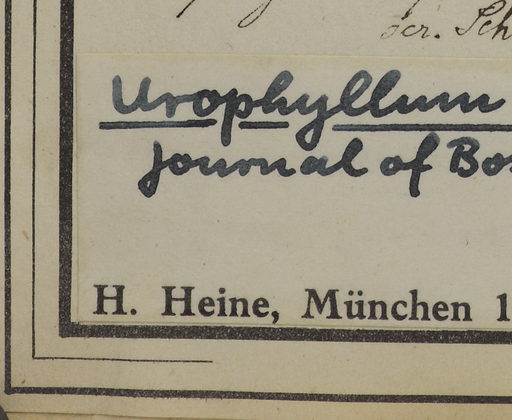 Urophyllum
Journal of Bo
H. Heine, München 1